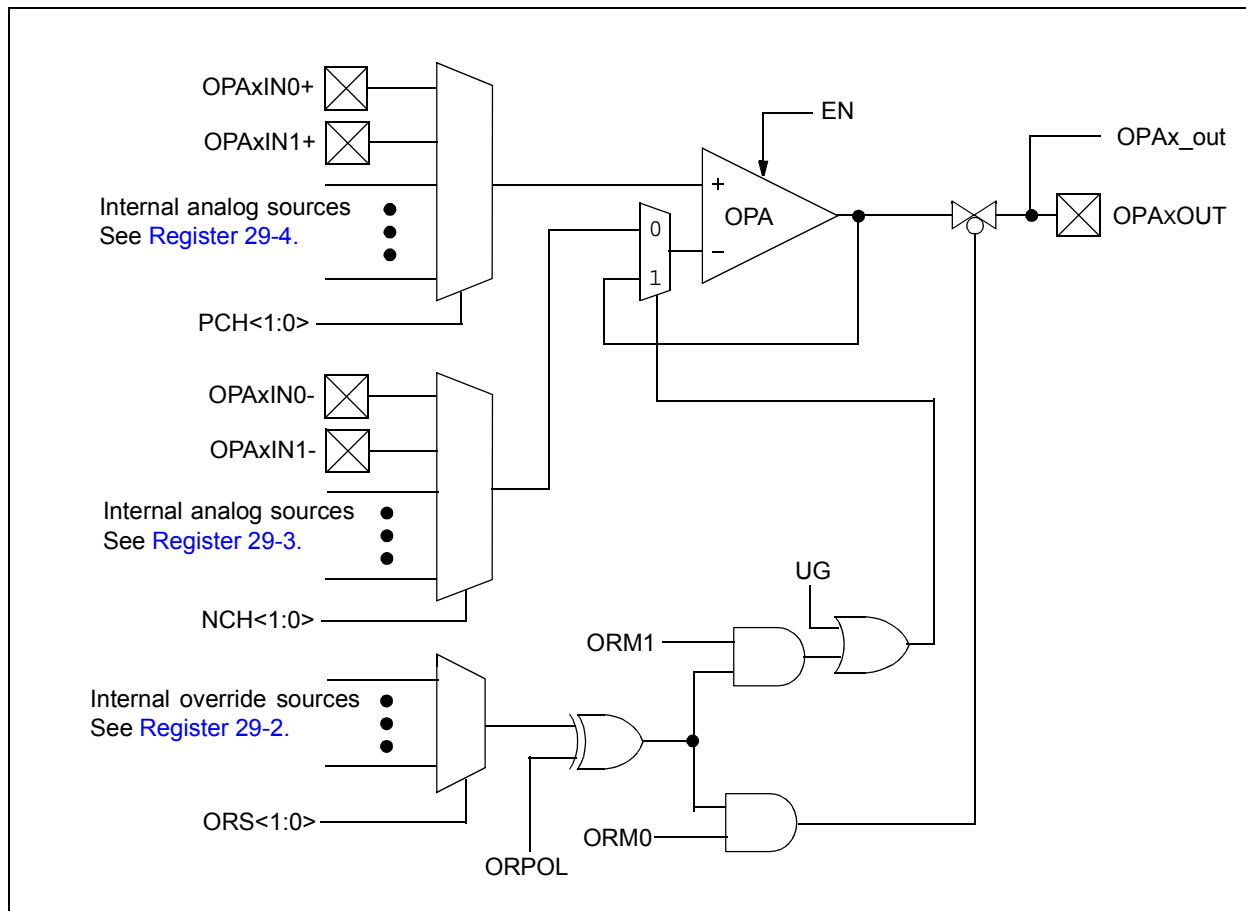 OPAxIN0+
OPAxIN1+
Internal analog sources
See Register 29-4.
PCH<1:0>
EN
+
OPA
−
0
1
OPAx_out
OPAxOUT
OPAxIN0-
OPAxIN1-
Internal analog sources
See Register 29-3.
NCH<1:0>
UG
ORM1
Internal override sources
See Register 29-2.
ORS<1:0>
ORPOL
ORM0